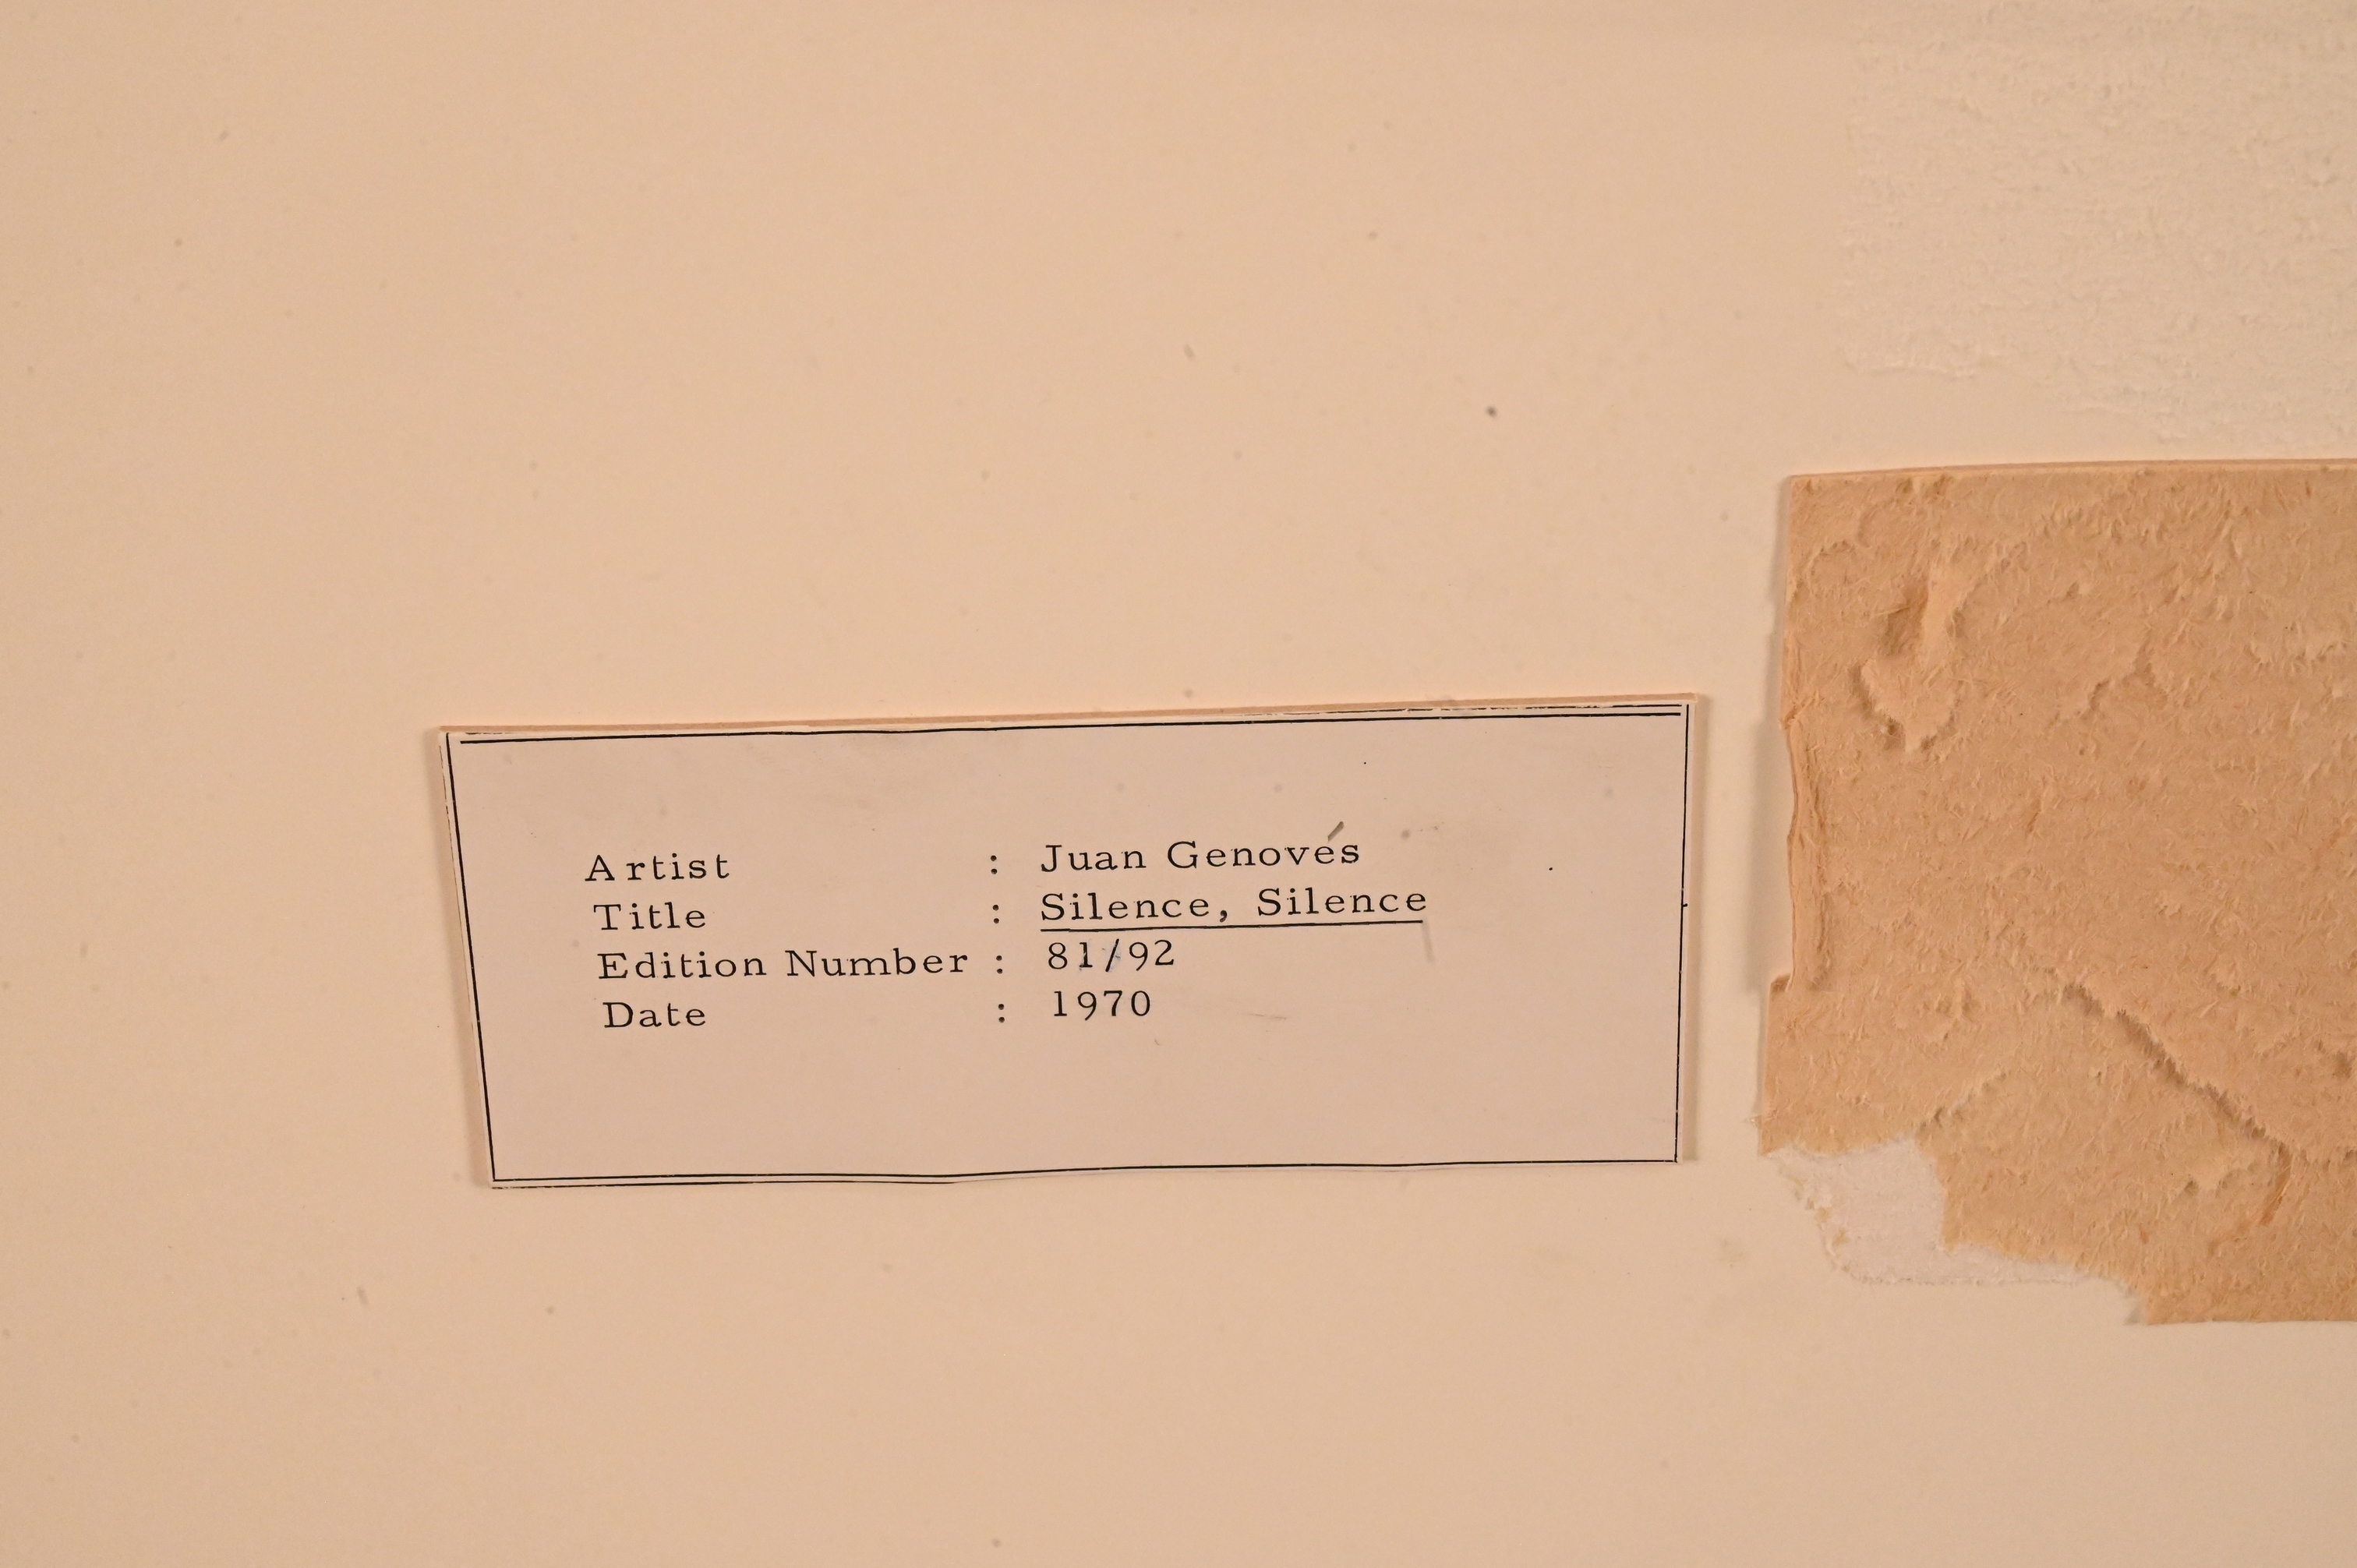 Artist : Juan Genovés
Title : Silence, Silence
Edition Number : 81/92
Date : 1970